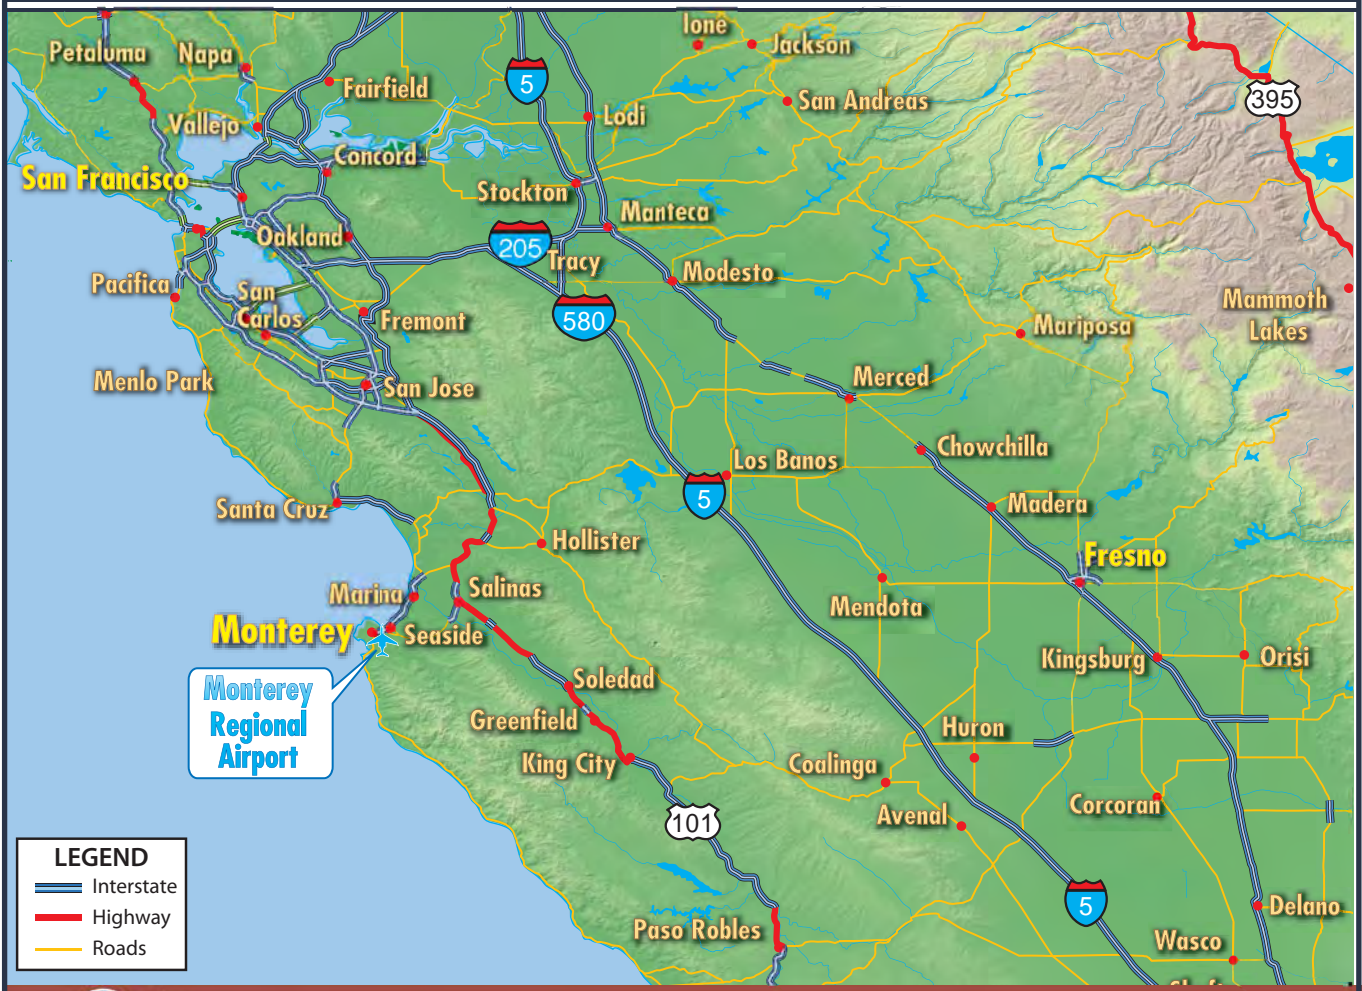 Ione
Jackson
Petaluma
Napa
Fairfield
5
395
San Andreas
Lodi
Vallejo
Concord
San Francisco
Stockton
Manteca
Oakland
205
Tracy
Modesto
Pacifica
San
Carlos
Fremont
580
Mammoth
Lakes
Mariposa
Menlo Park
San Jose
Merced
Chowchilla
Los Banos
5
Santa Cruz
Madera
Hollister
Fresno
Marina
Salinas
Mendota
Monterey
Seaside
Kingsburg
Orisi
Monterey
Regional
Airport
Soledad
Greenfield
Huron
King City
Coalinga
Corcoran
Avenal
101
LEGEND
Interstate
Highway
Roads
5
Delano
Paso Robles
Wasco